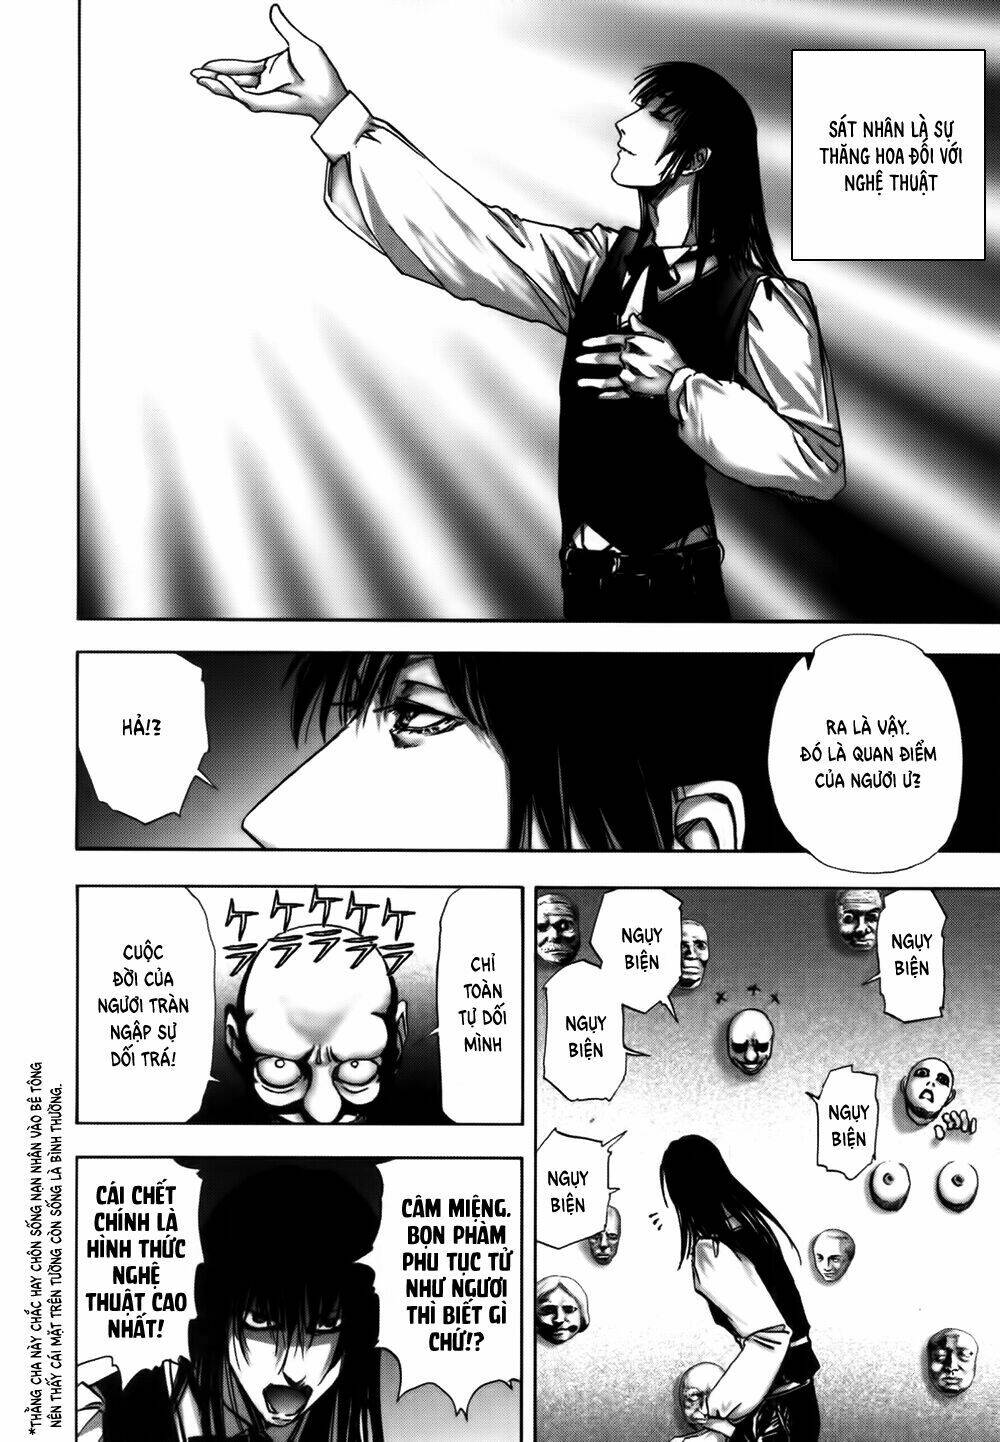 SÁT NHÂN LÀ SỰ
THĂNG HOA ĐỐI VỚI
NGHỆ THUẬT
RA LÀ VẬY.
ĐÓ LÀ QUAN ĐIỂM
CỦA NGƯƠI Ư?
HẢ!?
NGỤY
BIỆN
NGỤY
BIỆN
NGỤY
BIỆN
NGỤY
BIỆN
NGỤY
BIỆN
CHỈ
TOÀN
TỰ DỐI
MÌNH
CUỘC
ĐỜI CỦA
NGƯƠI TRÀN
NGẬP SỰ
DỐI TRÁ!
ケラ
ケラ
ケラ
ケラ
ケラ
CÂM MIỆNG.
BỌN PHÀM
PHU TỤC TỬ
NHƯ NGƯƠI
THÌ BIẾT GÌ
CHỨ!?
CÁI CHẾT
CHÍNH LÀ
HÌNH THỨC
NGHỆ
THUẬT CAO
NHẤT!
*THẰNG CHA NÀY CHẮC HAY CHÔN SỐNG NẠN NHÂN VÀO BÊ TÔNG
NÊN THẤY CÁI MẶT TRÊN TƯỜNG CÒN SỐNG LÀ BÌNH THƯỜNG.